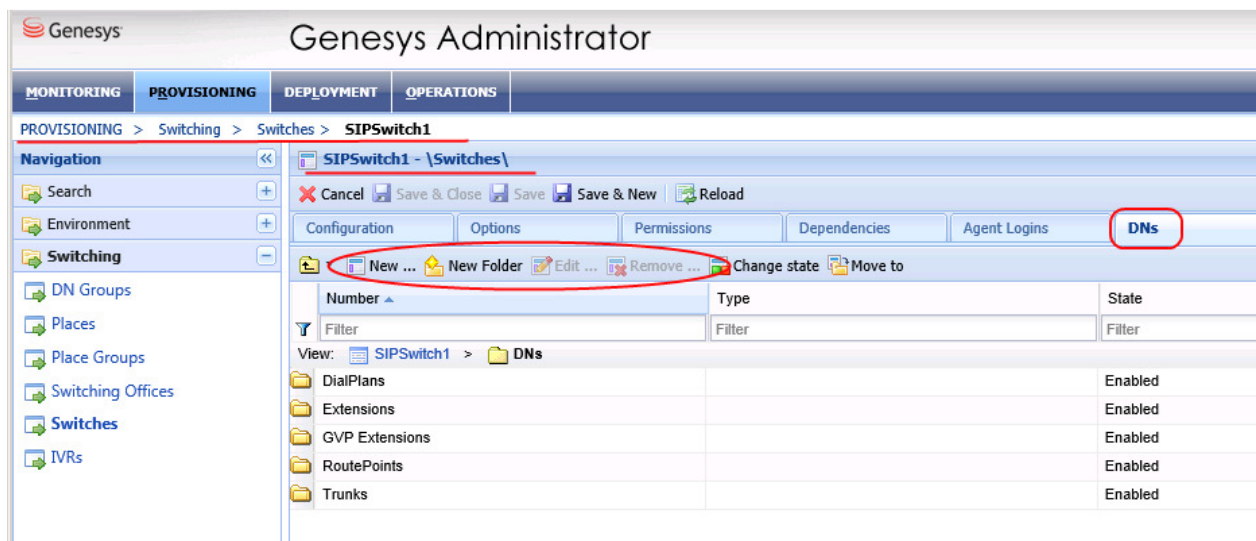 Genesys
Genesys Administrator
MONITORING PROVISIONING DEPLOYMENT OPERATIONS
PROVISIONING > Switching > Switches > SIPSwitch1
Navigation
SIPSwitch1 - \Switches\
Search
Cancel Save & Close Save Save & New Reload
Environment
Configuration Options Permissions Dependencies Agent Logins DNs
Switching
New ... New Folder Edit ... Remove ... Change state Move to
DN Groups
Number Type State
Places
Filter Filter Filter
Place Groups
View: SIPSwitch1 > DNs
Switching Offices
DialPlans Enabled
Extensions Enabled
Switches
GVP Extensions Enabled
IVRs
RoutePoints Enabled
Trunks Enabled